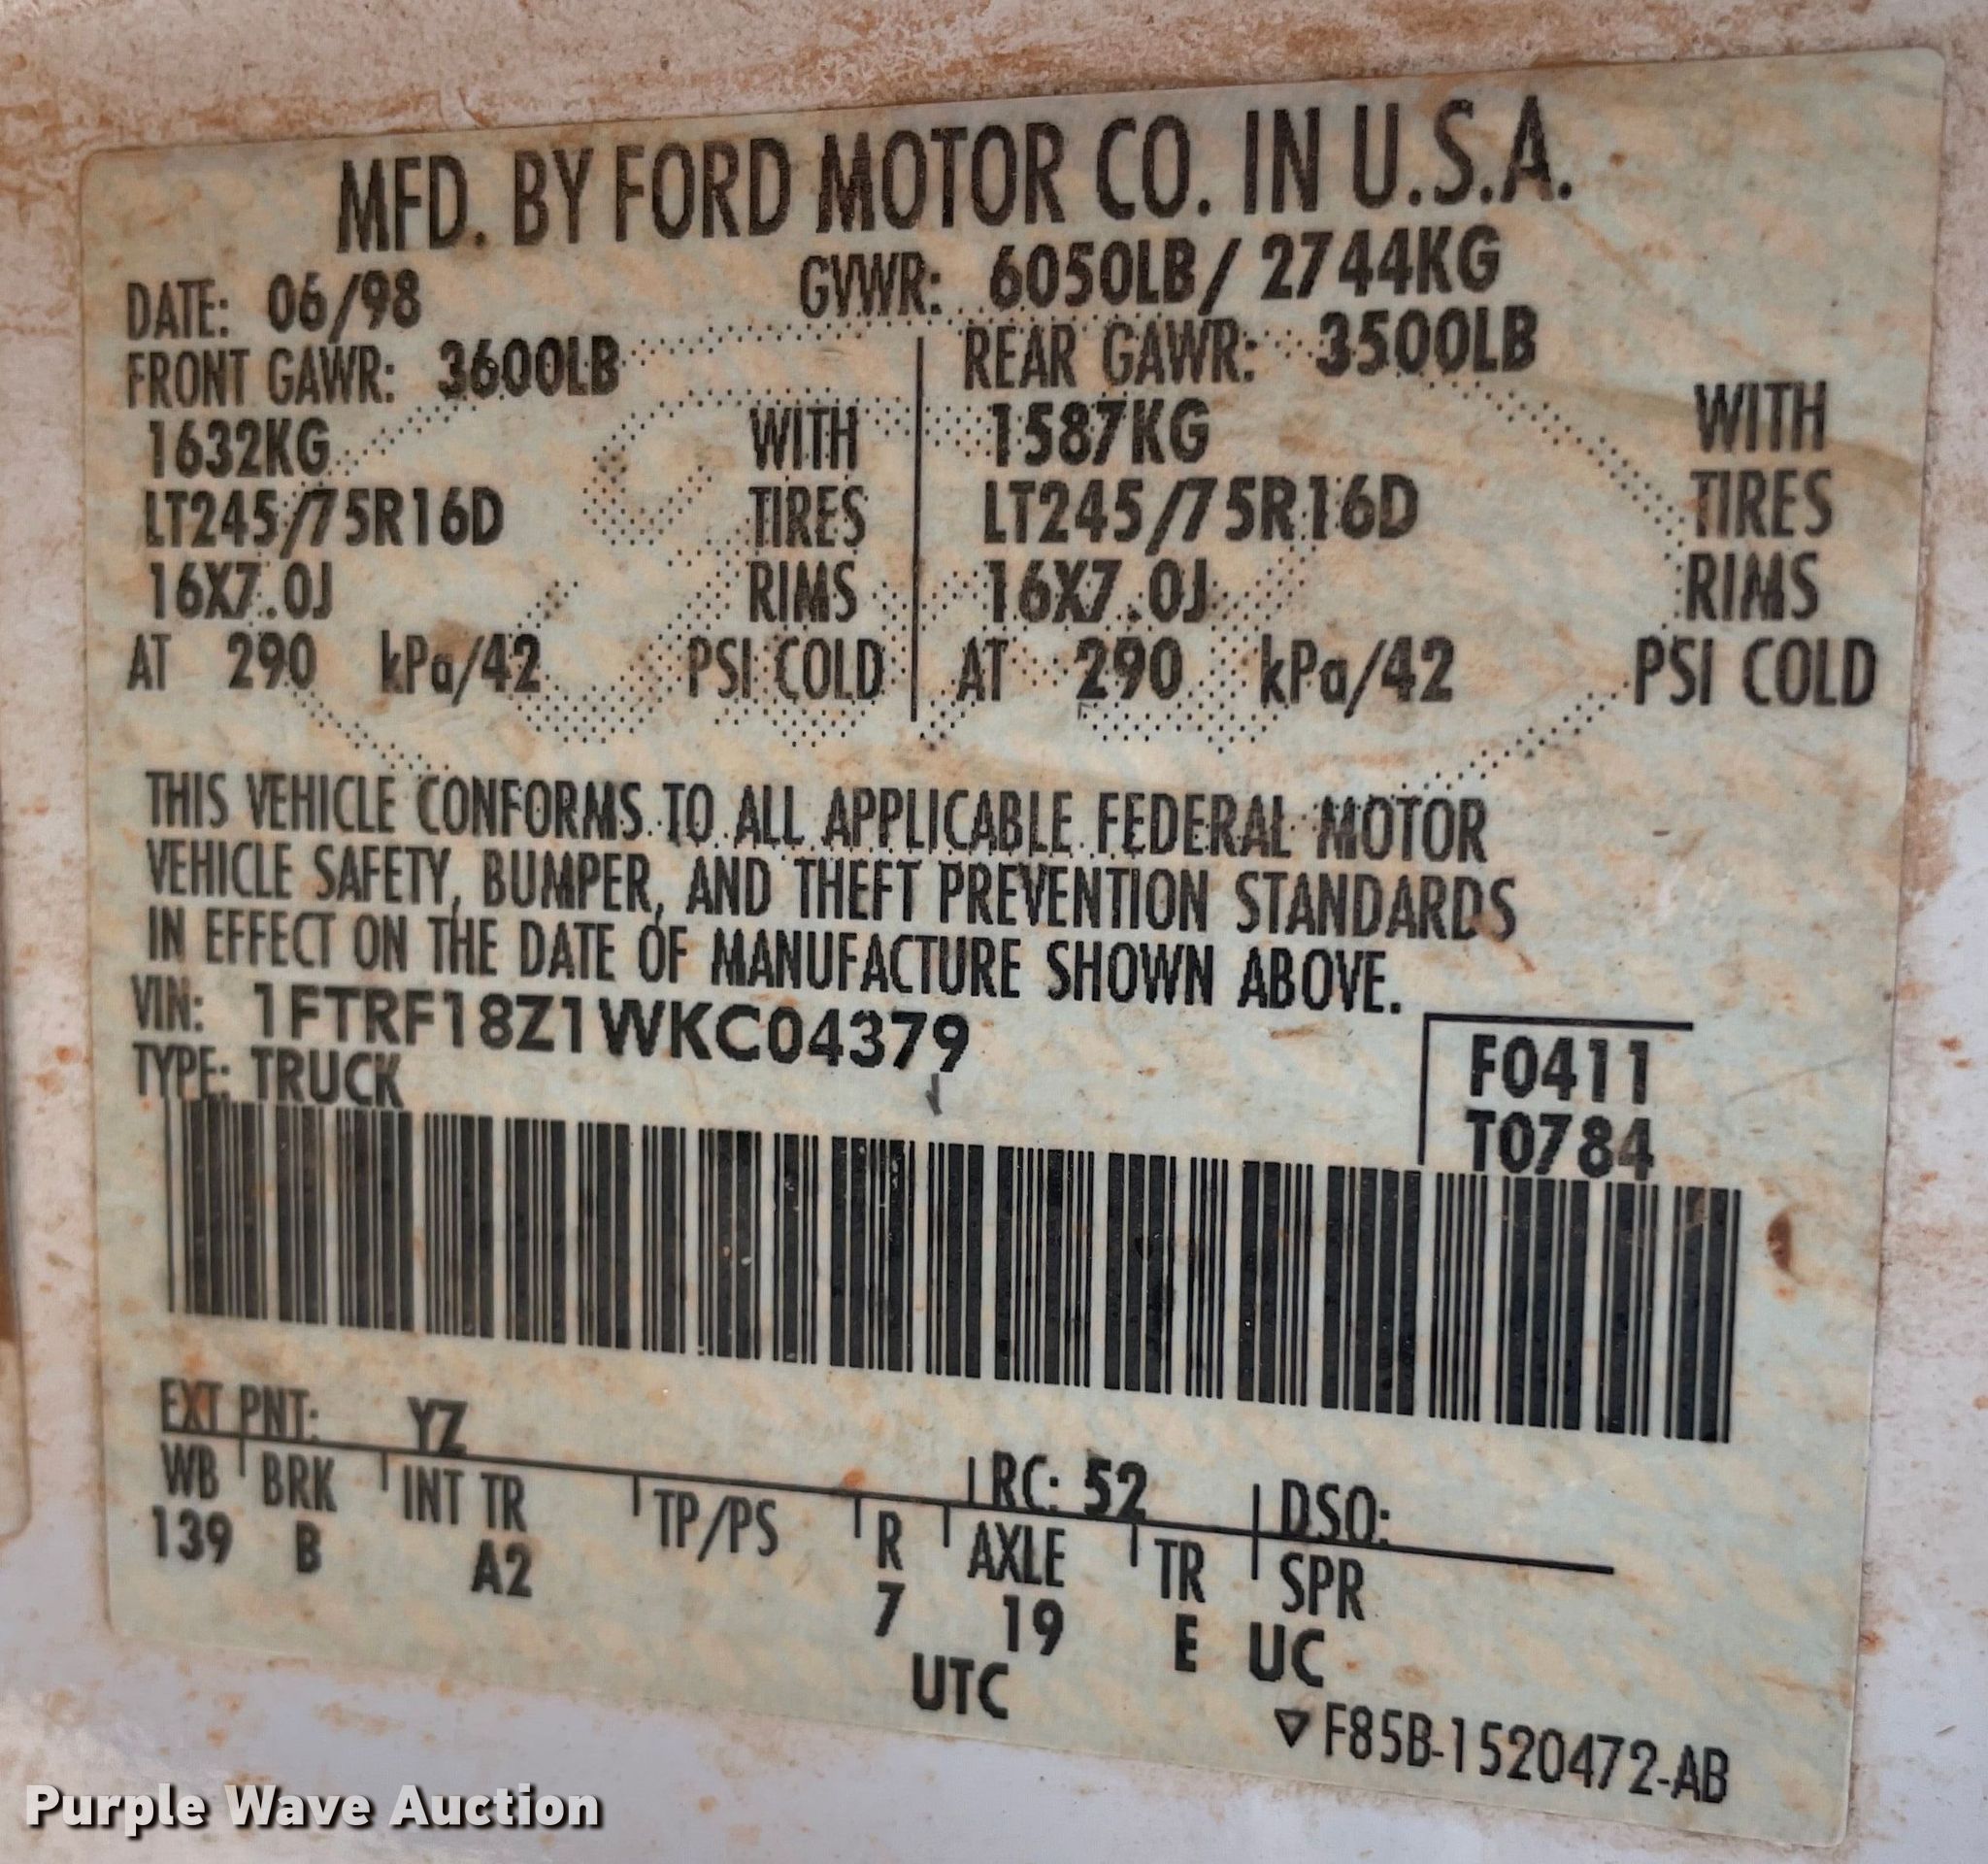 MFD. BY FORD MOTOR CO. IN U.S.A.
DATE: 06/98 GVWR: 6050LB/ 2744KG
FRONT GAWR: 3600LB REAR GAWR: 3500LB
1632KG WITH 1587KG WITH
LT245/75R16D TIRES LT245/75R16D TIRES
16X7.0J RIMS 16X7.0J RIMS
AT 290 kPa/42 PSI COLD AT 290 kPa/42 PSI COLD
THIS VEHICLE CONFORMS TO ALL APPLICABLE FEDERAL MOTOR
VEHICLE SAFETY, BUMPER, AND THEFT PREVENTION STANDARDS
IN EFFECT ON THE DATE OF MANUFACTURE SHOWN ABOVE.
VIN: 1FTRF18Z1WKC04379
TYPE: TRUCK
F0411
T0784
EXT PNT: YZ RC: 52 DSO:
WB BRK INT TR TP/PS R AXLE TR SPR
139 B A2 7 19 E UC
UTC
F85B-1520472-AB
Purple Wave Auction